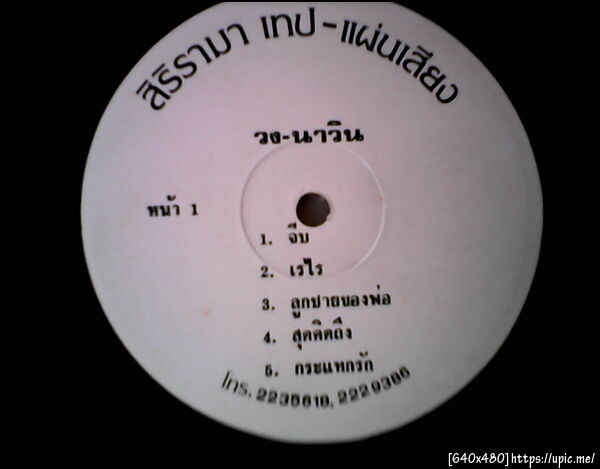 สิริรามา เทป-แผ่นเสียง
วง-นาวิน
หน้า 1
1. จีบ
2. เรไร
3. ลูกชายของพ่อ
4. สุดคิดถึง
5. กระแทกรัก
โทร. 2235618, 2229386
[640x480]https://upic.me/